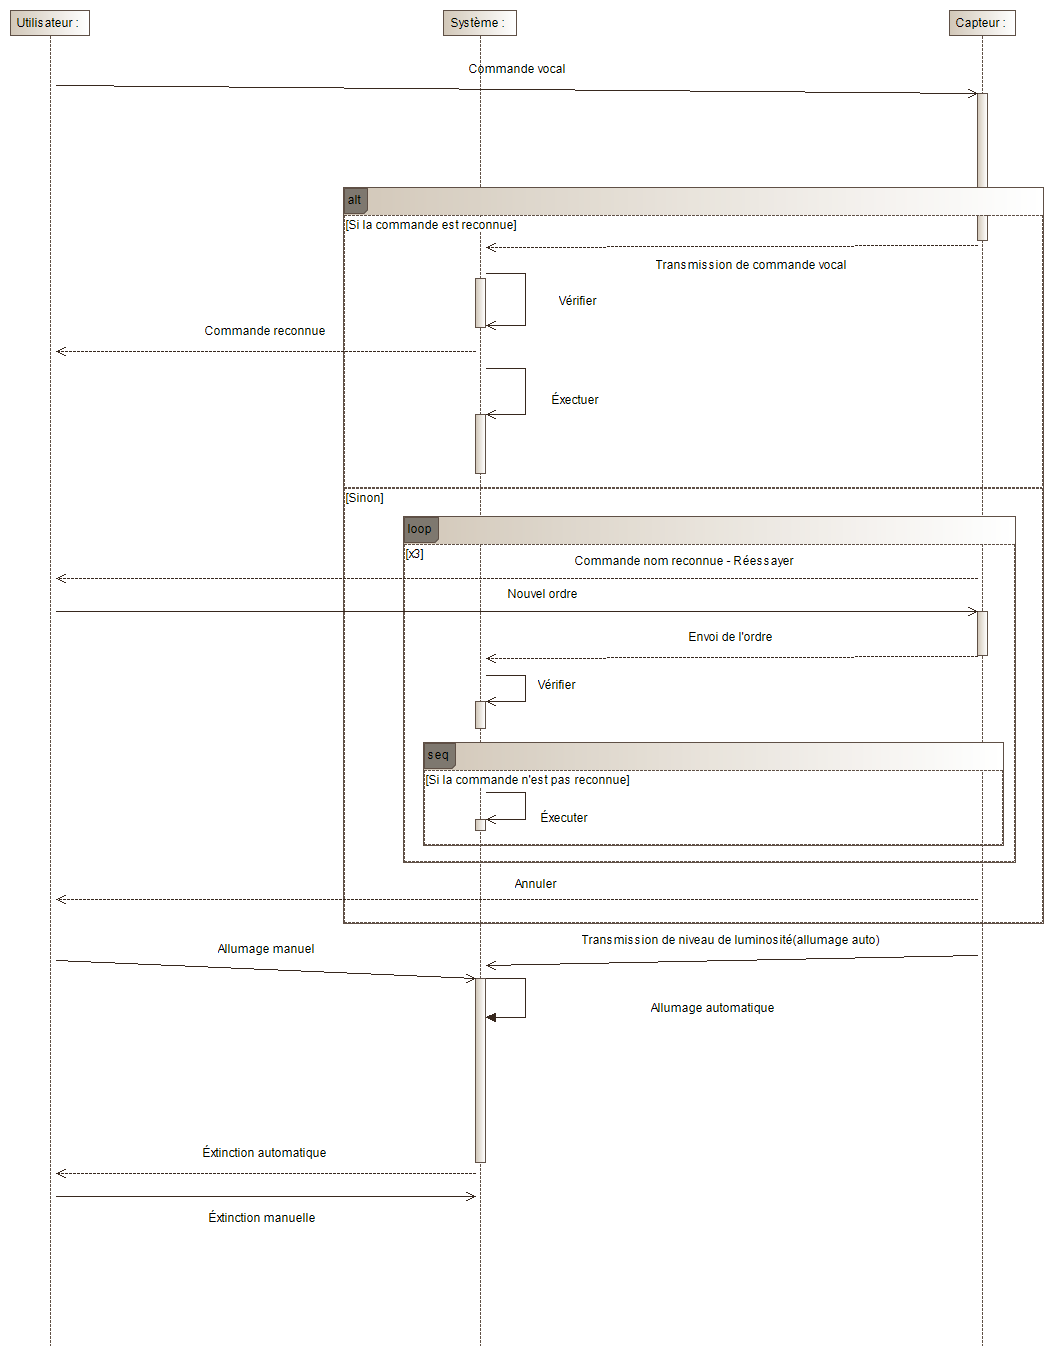 Utilisateur :
Système :
Capteur :
Commande vocal
alt
[Si la commande est reconnue]
Transmission de commande vocal
Vérifier
Commande reconnue
Éxectuer
[Sinon]
loop
[x3]
Commande nom reconnue - Réessayer
Nouvel ordre
Envoi de l'ordre
Vérifier
seq
[Si la commande n'est pas reconnue]
Éxecuter
Annuler
Transmission de niveau de luminosité(allumage auto)
Allumage manuel
Allumage automatique
Éxtinction automatique
Éxtinction manuelle